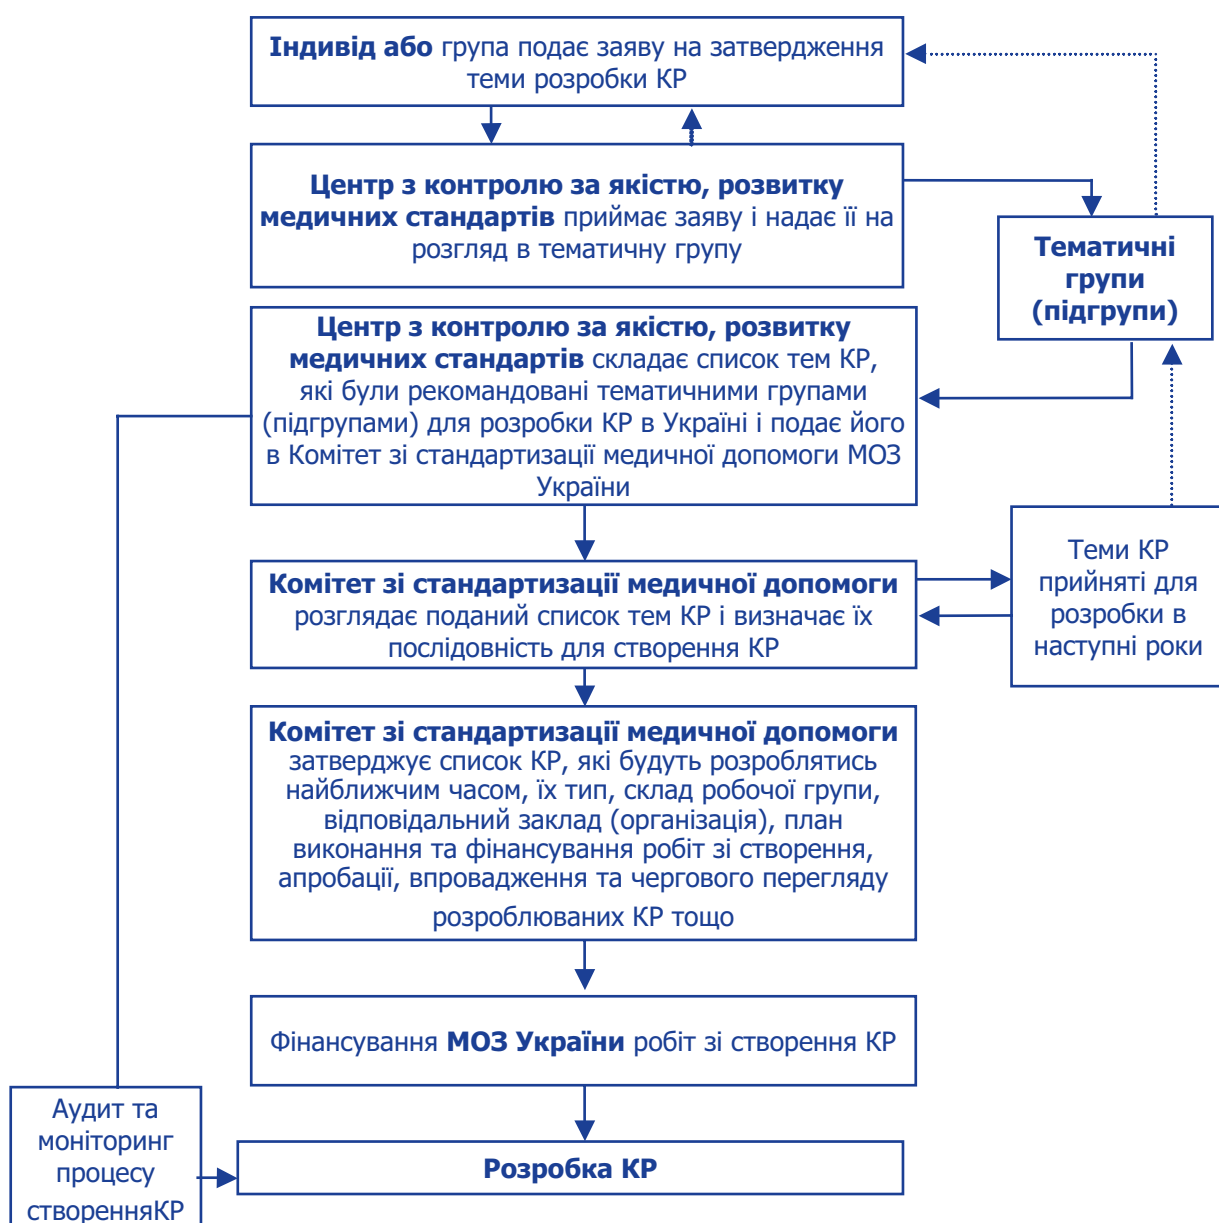 Індивід або група подає заяву на затвердження
теми розробки КР
Центр з контролю за якістю, розвитку
медичних стандартів приймає заяву і надає її на
розгляд в тематичну групу
Тематичні
групи
(підгрупи)
Центр з контролю за якістю, розвитку
медичних стандартів складає список тем КР,
які були рекомандовані тематичними групами
(підгрупами) для розробки КР в Україні і подає його
в Комітет зі стандартизації медичної допомоги МОЗ
України
Комітет зі стандартизації медичної допомоги
розглядає поданий список тем КР і визначає їх
послідовність для створення КР
Теми КР
прийняті для
розробки в
наступні роки
Комітет зі стандартизації медичної допомоги
затверджує список КР, які будуть розроблятись
найближчим часом, їх тип, склад робочої групи,
відповідальний заклад (організація), план
виконання та фінансування робіт зі створення,
апробації, впровадження та чергового перегляду
розроблюваних КР тощо
Фінансування МОЗ України робіт зі створення КР
Аудит та
моніторинг
процесу
створенняКР
Розробка КР